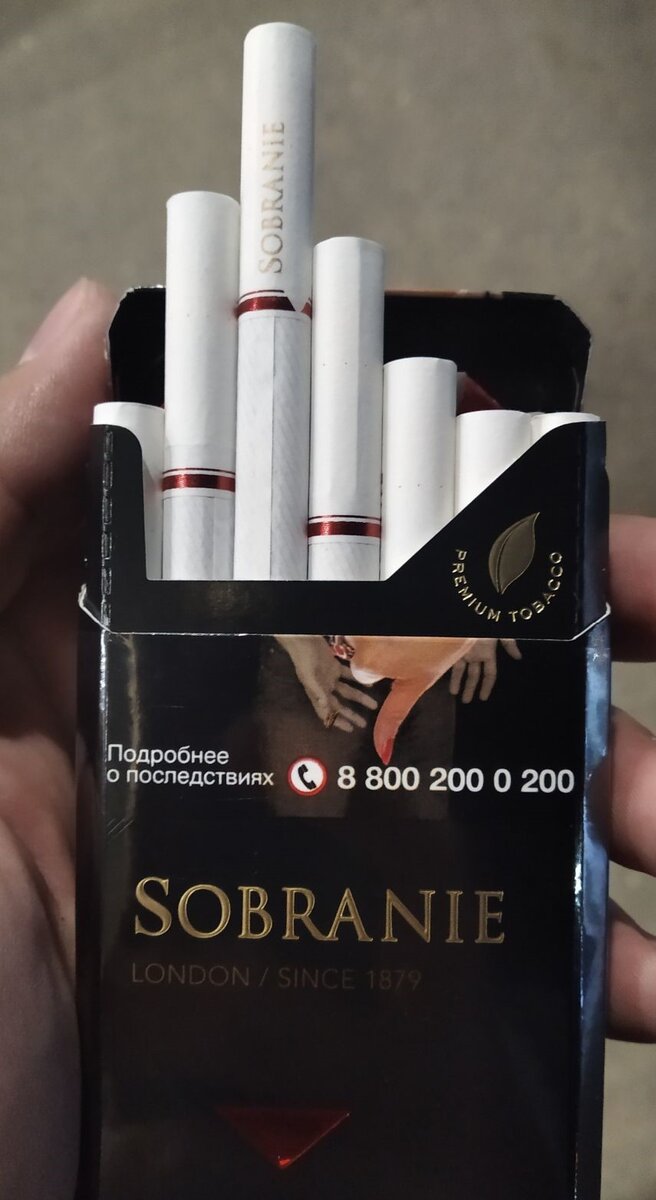 SOBRANIE
PREMIUM TOBACCO
Подробнее
о последствиях
8 800 200 0 200
SOBRANIE
LONDON / SINCE 1879